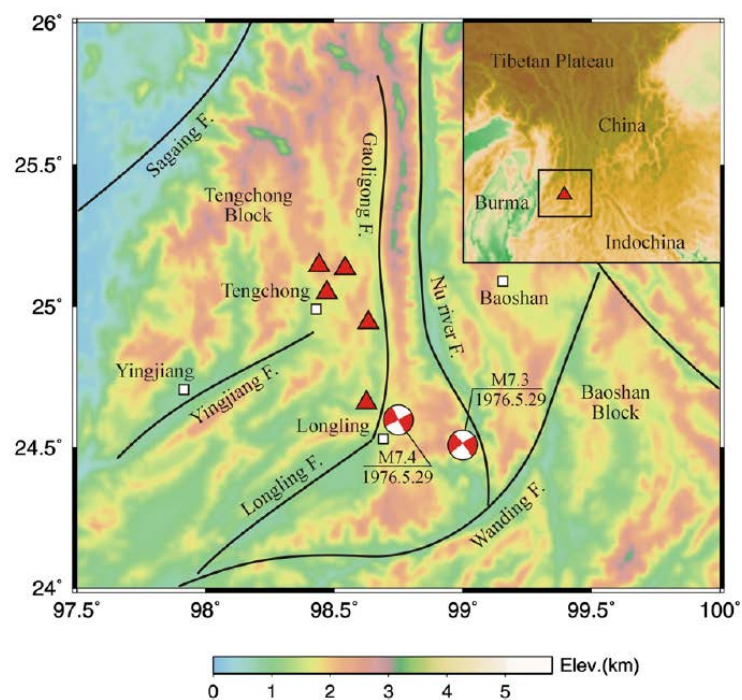 26˚
25.5˚
25˚
24.5˚
24˚
97.5˚
98˚
98.5˚
99˚
99.5˚
100˚
Sagaing F.
Tengchong
Block
Gaoligong F.
Nu river F.
Tengchong
Baoshan
Yingjiang
Yingjiang F.
Longling
Longling F.
M7.4
1976.5.29
M7.3
1976.5.29
Baoshan
Block
Wanding F.
Tibetan Plateau
China
Burma
Indochina
0
1
2
3
4
5
Elev.(km)